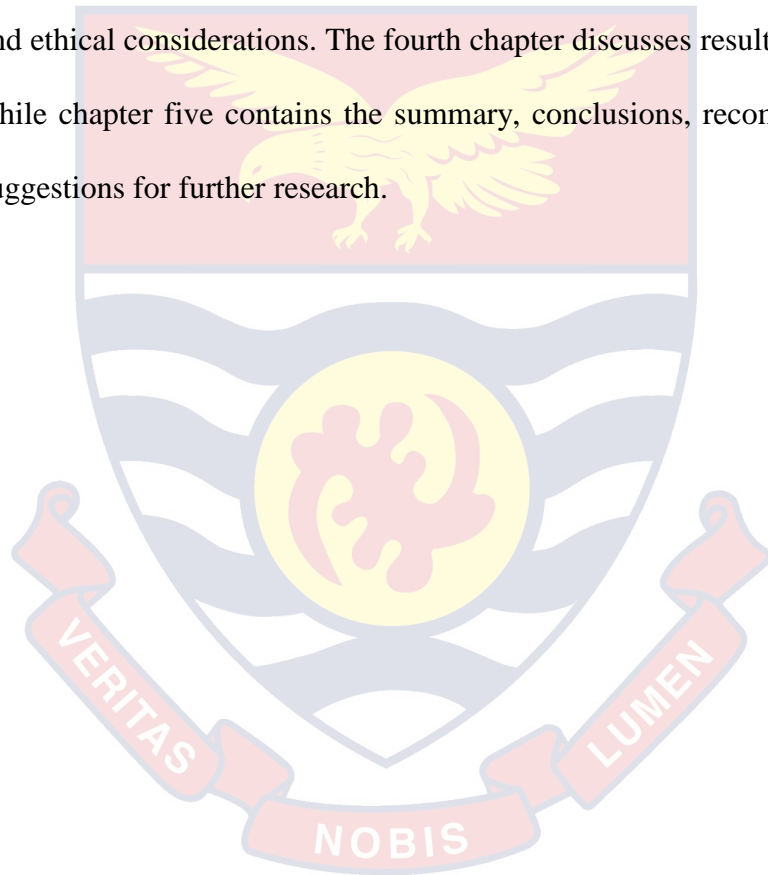 nd ethical considerations. The fourth chapter discusses result
hile chapter five contains the summary, conclusions, recon
uggestions for further research.
VERITAS
NOBIS
LUMEN